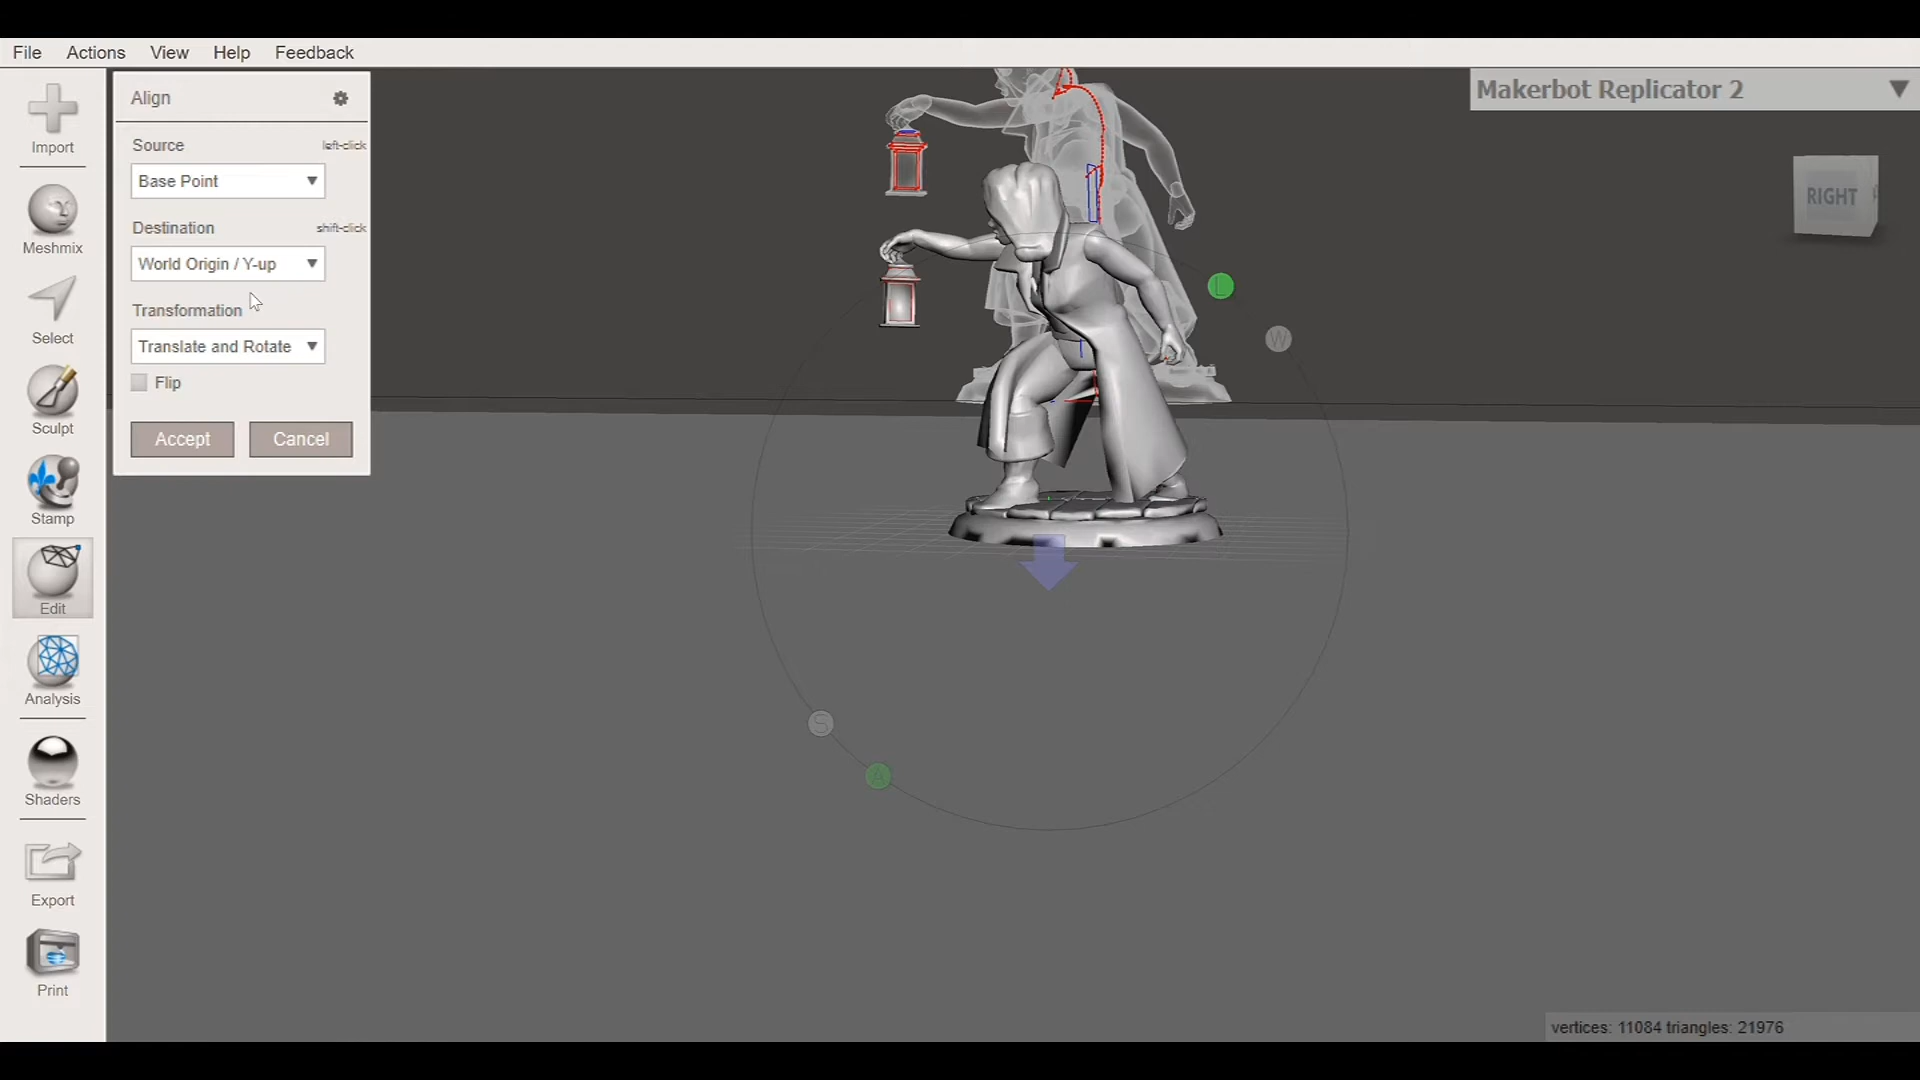 File Actions View Help Feedback
Makerbot Replicator 2
Import
Meshmix
Select
Sculpt
Stamp
Edit
Analysis
Shaders
Export
Print
Align
Source left-click
Base Point
Destination shift-click
World Origin / Y-up
Transformation
Translate and Rotate
Flip
Accept Cancel
RIGHT
L
W
S
A
vertices: 11084 triangles: 21976